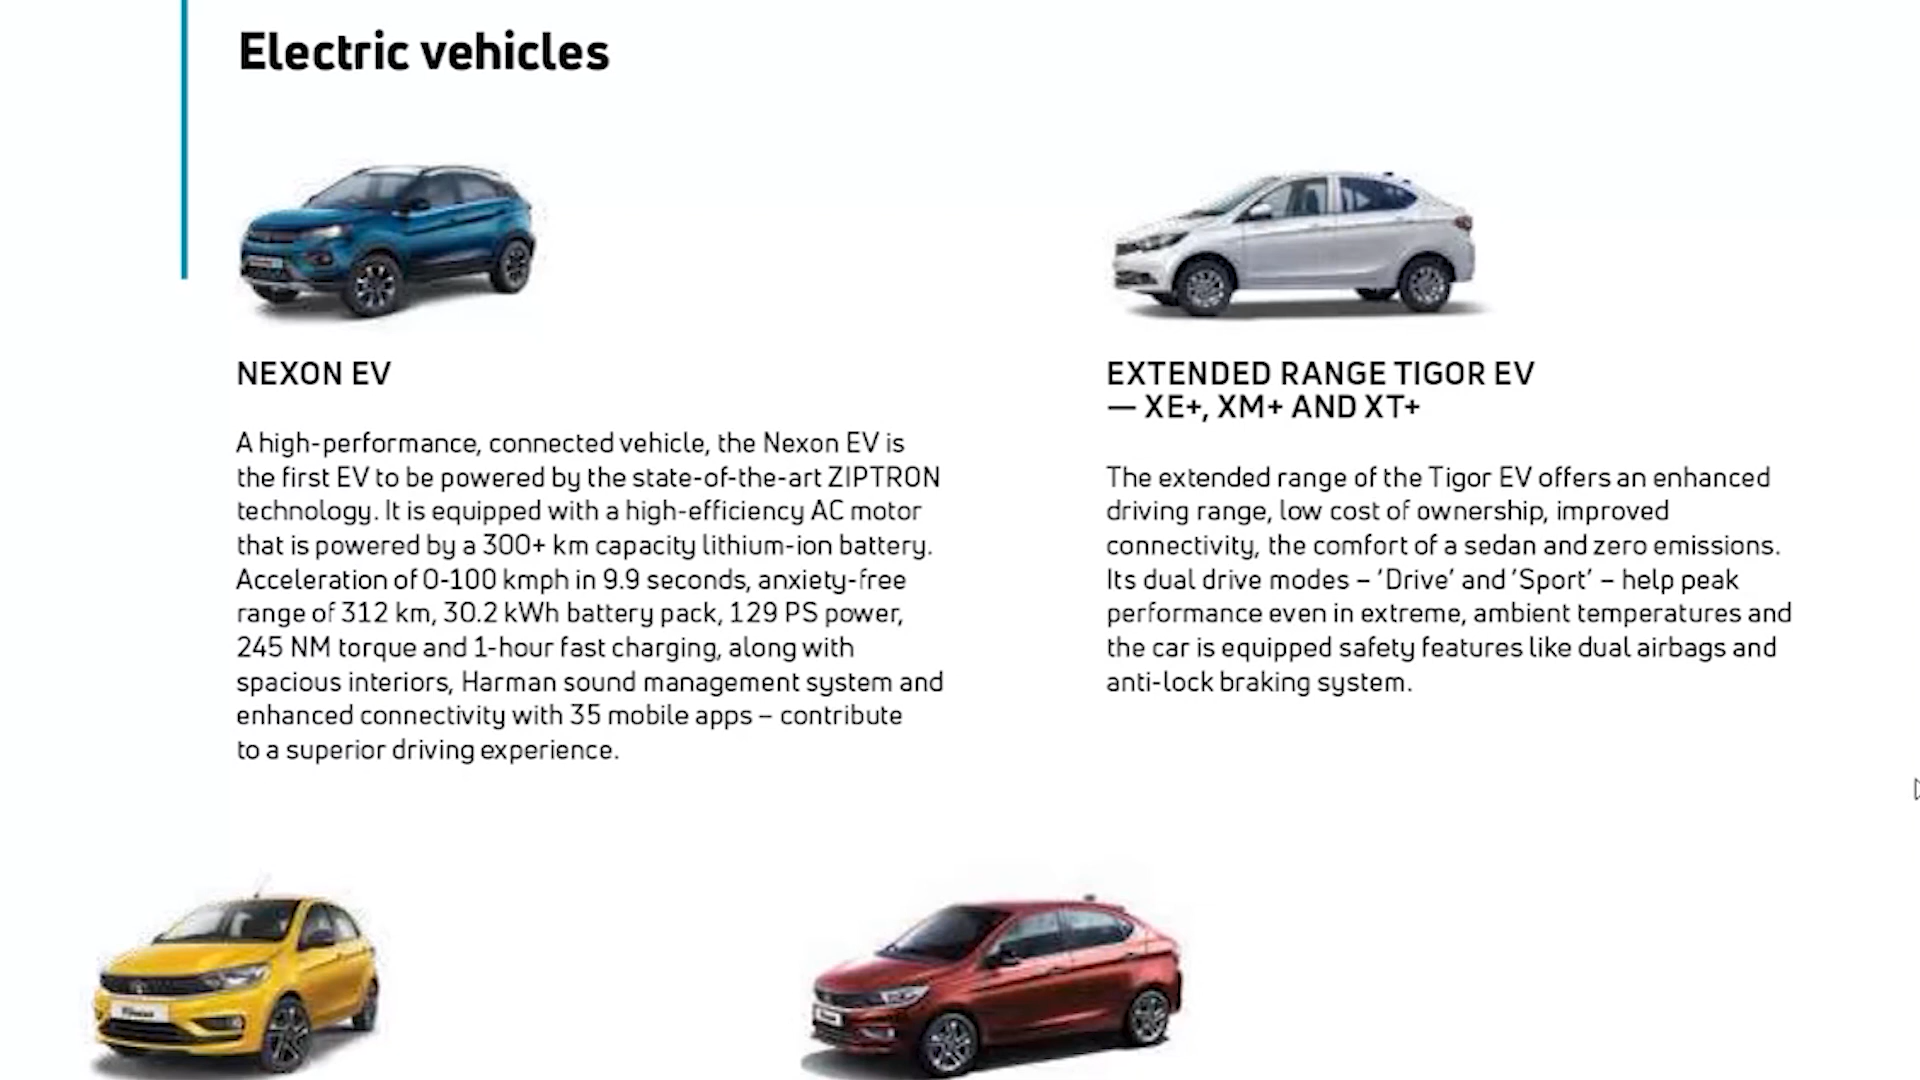 Electric vehicles
NEXON EV
A high-performance, connected vehicle, the Nexon EV is
the first EV to be powered by the state-of-the-art ZIPTRON
technology. It is equipped with a high-efficiency AC motor
that is powered by a 300+ km capacity lithium-ion battery.
Acceleration of 0-100 kmph in 9.9 seconds, anxiety-free
range of 312 km, 30.2 kWh battery pack, 129 PS power,
245 NM torque and 1-hour fast charging, along with
spacious interiors, Harman sound management system and
enhanced connectivity with 35 mobile apps – contribute
to a superior driving experience.
EXTENDED RANGE TIGOR EV
— XE+, XM+ AND XT+
The extended range of the Tigor EV offers an enhanced
driving range, low cost of ownership, improved
connectivity, the comfort of a sedan and zero emissions.
Its dual drive modes – ‘Drive’ and ‘Sport’ – help peak
performance even in extreme, ambient temperatures and
the car is equipped safety features like dual airbags and
anti-lock braking system.